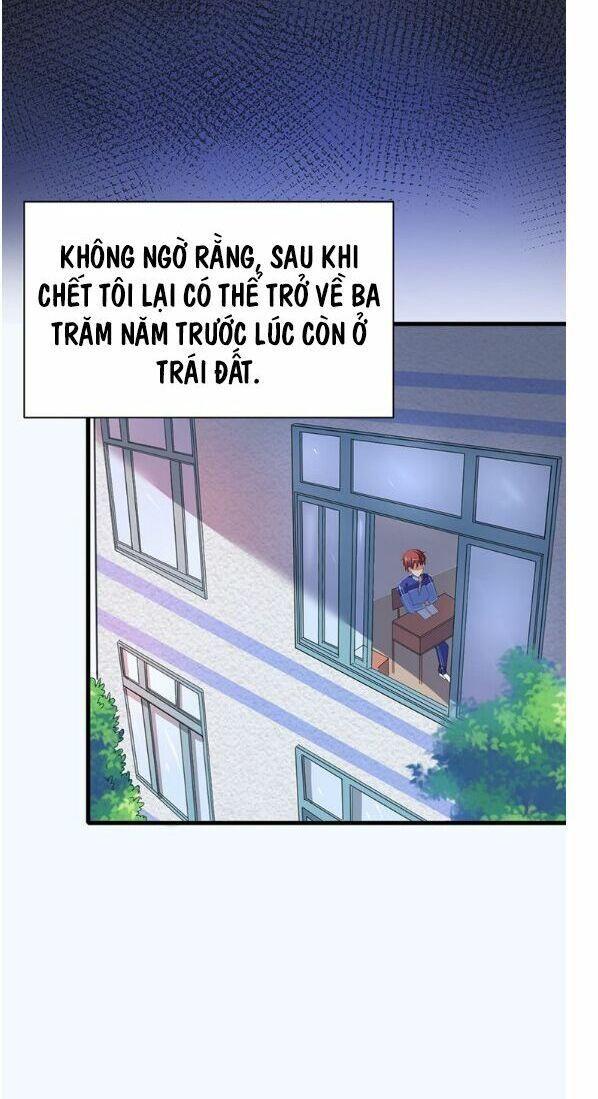 KHÔNG NGỜ RẰNG, SAU KHI
CHẾT TÔI LẠI CÓ THỂ TRỞ VỀ BA
TRĂM NĂM TRƯỚC LÚC CÒN Ở
TRÁI ĐẤT.